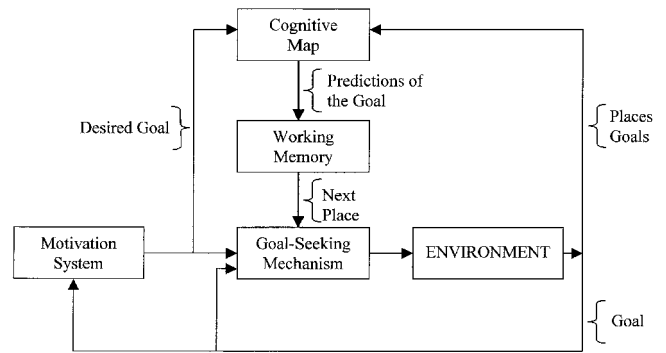 Cognitive
Map
Predictions of
the Goal
Desired Goal
Places
Goals
Working
Memory
Next
Place
Motivation
System
Goal-Seeking
Mechanism
ENVIRONMENT
Goal